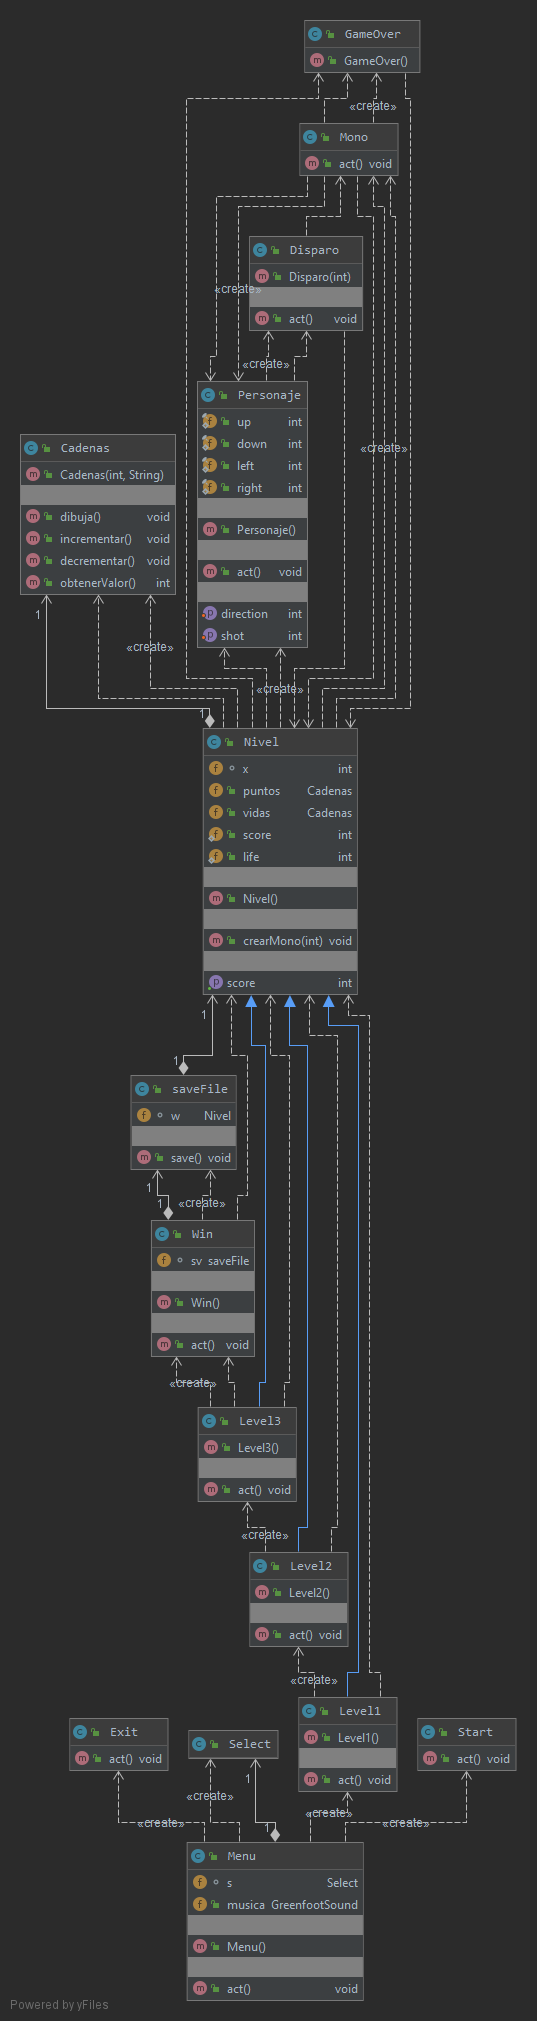 GameOver
GameOver()
«create»
Mono
act() void
Disparo
Disparo(int)
«create»
act() void
«create»
Personaje
up int
down int
left int
right int
Personaje()
act() void
direction int
shot int
«create»
Cadenas
Cadenas(int, String)
dibuja() void
incrementar() void
decrementar() void
obtenerValor() int
1
«create»
«create»
1
Nivel
x int
puntos Cadenas
vidas Cadenas
score int
life int
Nivel()
crearMono(int) void
score int
1
1
saveFile
w Nivel
save() void
1
1
«create»
Win
sv saveFile
Win()
act() void
«create»
Level3
Level3()
act() void
«create»
Level2
Level2()
act() void
«create»
Level1
Level1()
act() void
Exit
act() void
Select
Start
act() void
1
«create»
«create»
«create»
«create»
1
Menu
s Select
musica GreenfootSound
Menu()
act() void
Powered by yFiles